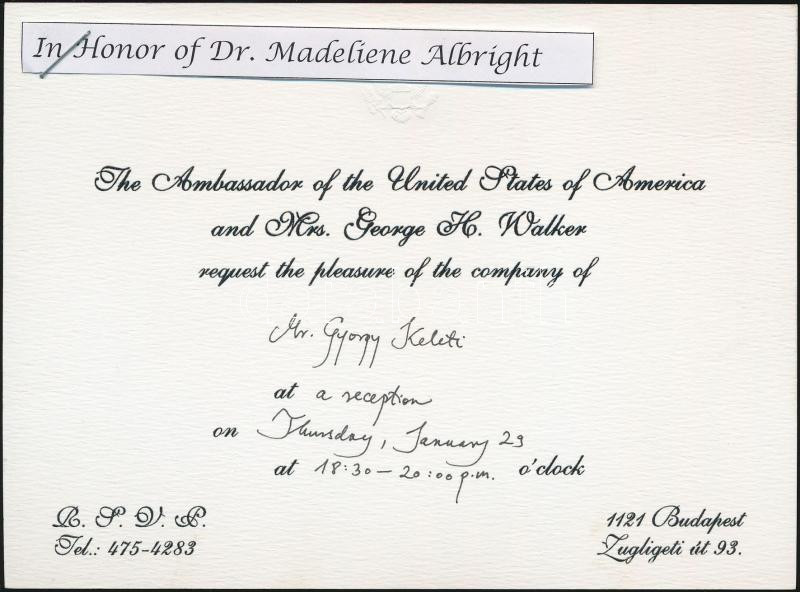 In Honor of Dr. Madeliene Albright
The Ambassador of the United States of America
and Mrs. George H. Walker
request the pleasure of the company of
Mr. Gyorgy Keleti
at a reception
on Thursday, January 29
at 18:30 – 20:00 p.m. o'clock
R. S. V. P.
Tel.: 475-4283
1121 Budapest
Zugligeti út 93.